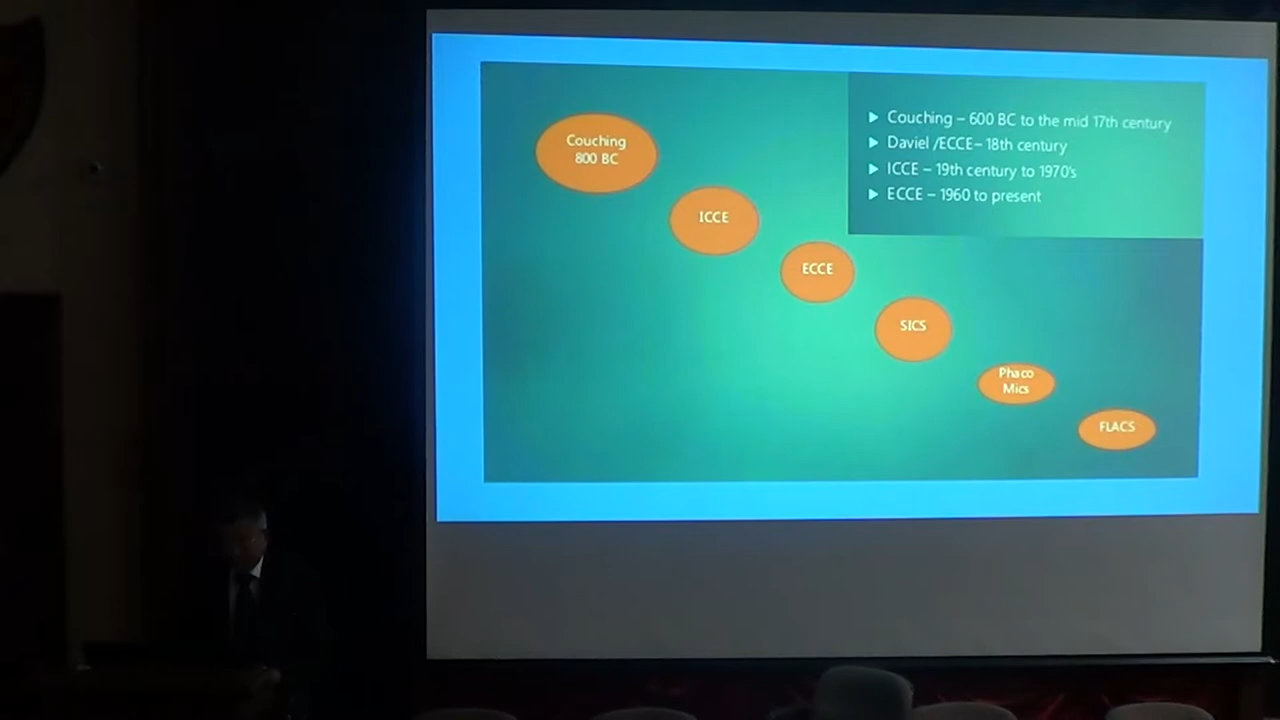 Couching
800 BC
ICCE
ECCE
SICS
Phaco
Mics
FLACS
Couching – 600 BC to the mid 17th century
Daviel /ECCE– 18th century
ICCE – 19th century to 1970's
ECCE – 1960 to present